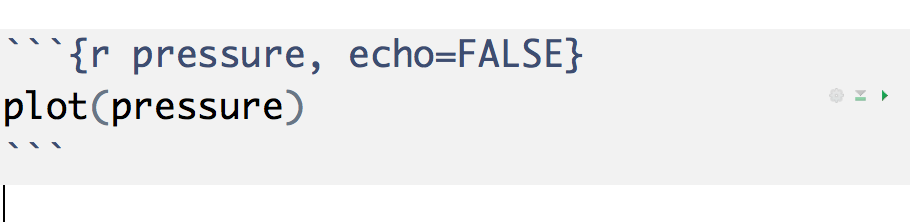 ```{r pressure, echo=FALSE}
plot(pressure)
```